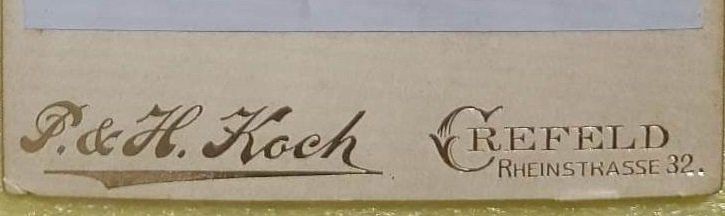 P. & H. Koch
CREFELD
RHEINSTRASSE 32.